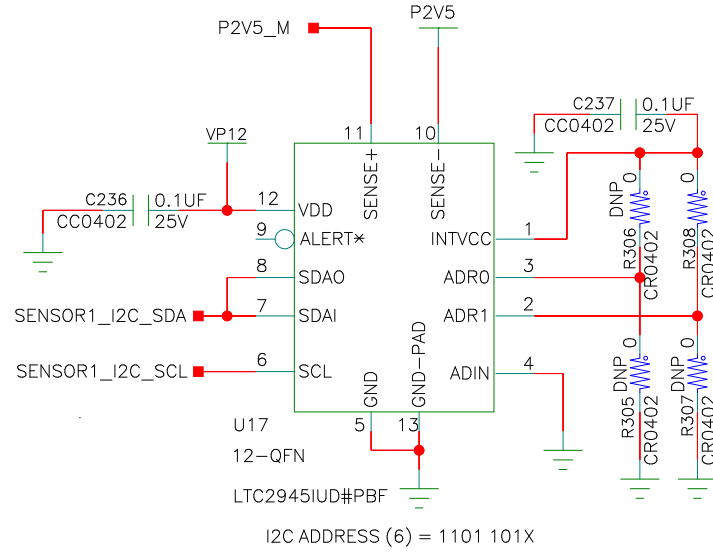 P2V5_M
P2V5
C237
0.1UF
CC0402
25V
VP12
11
10
SENSE+
SENSE-
C236
0.1UF
CC0402
25V
12
VDD
9
ALERT*
INTVCC
1
8
SDAO
ADR0
3
SENSOR1_I2C_SDA
7
SDAI
ADR1
2
SENSOR1_I2C_SCL
6
SCL
ADIN
4
GND
GND-PAD
5
13
DNP
0
R306
CR0402
0
R308
CR0402
DNP
0
R305
CR0402
DNP
0
R307
CR0402
U17
12-QFN
LTC2945IUD#PBF
I2C ADDRESS (6) = 1101 101X